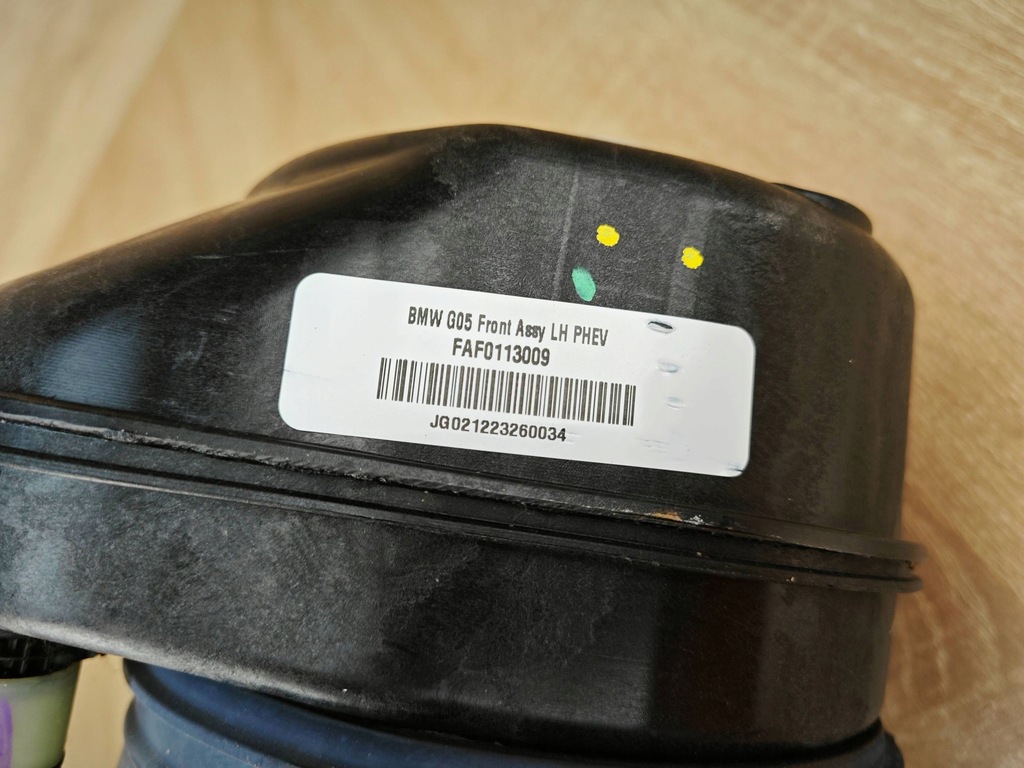 BMW G05 Front Assy LH PHEV
FAF0113009
JG021223260034